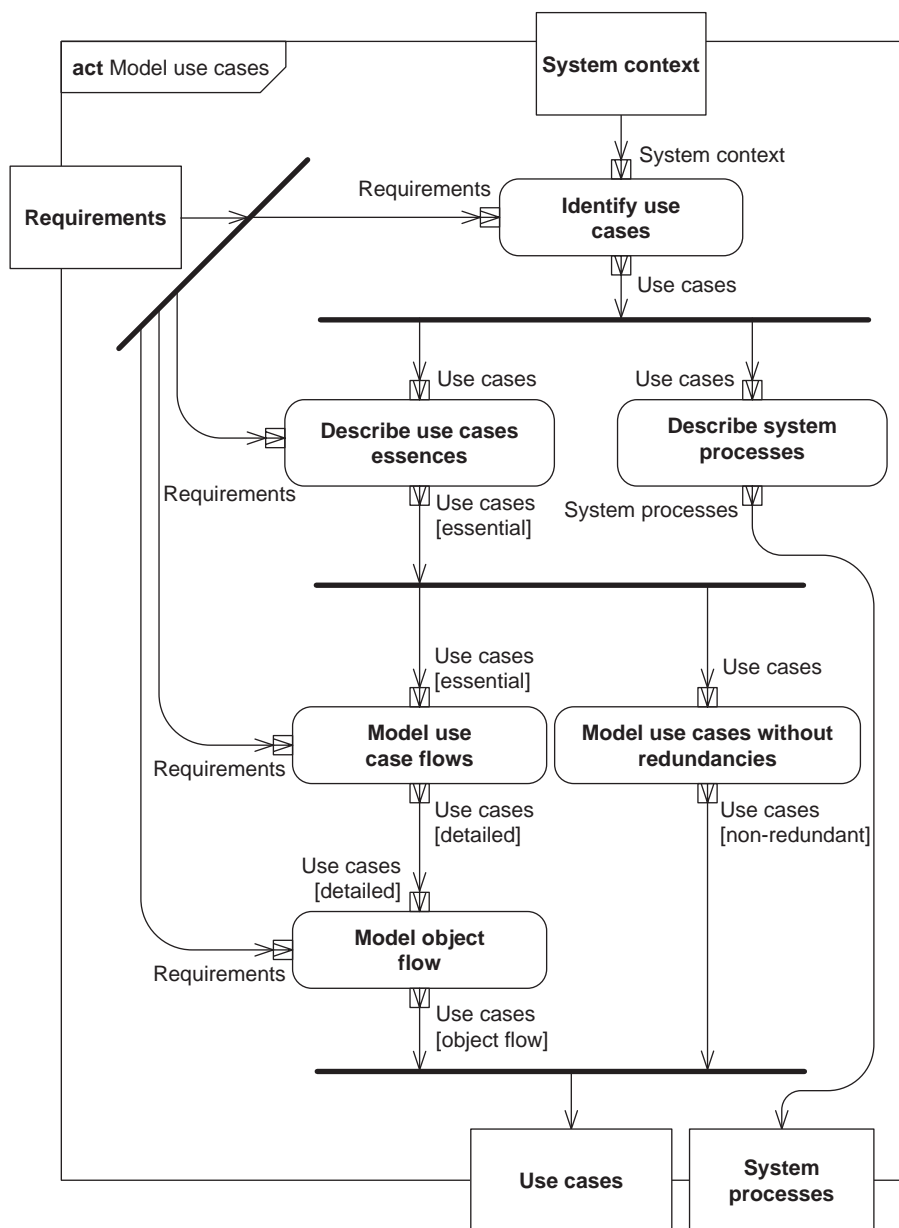 act Model use cases
System context
System context
Requirements
Requirements
Identify use
cases
Use cases
Use cases
Use cases
Describe use cases
essences
Describe system
processes
Requirements
Use cases
[essential]
System processes
Use cases
[essential]
Use cases
Model use
case flows
Model use cases without
redundancies
Requirements
Use cases
[detailed]
Use cases
[non-redundant]
Use cases
[detailed]
Model object
flow
Requirements
Use cases
[object flow]
Use cases
System
processes